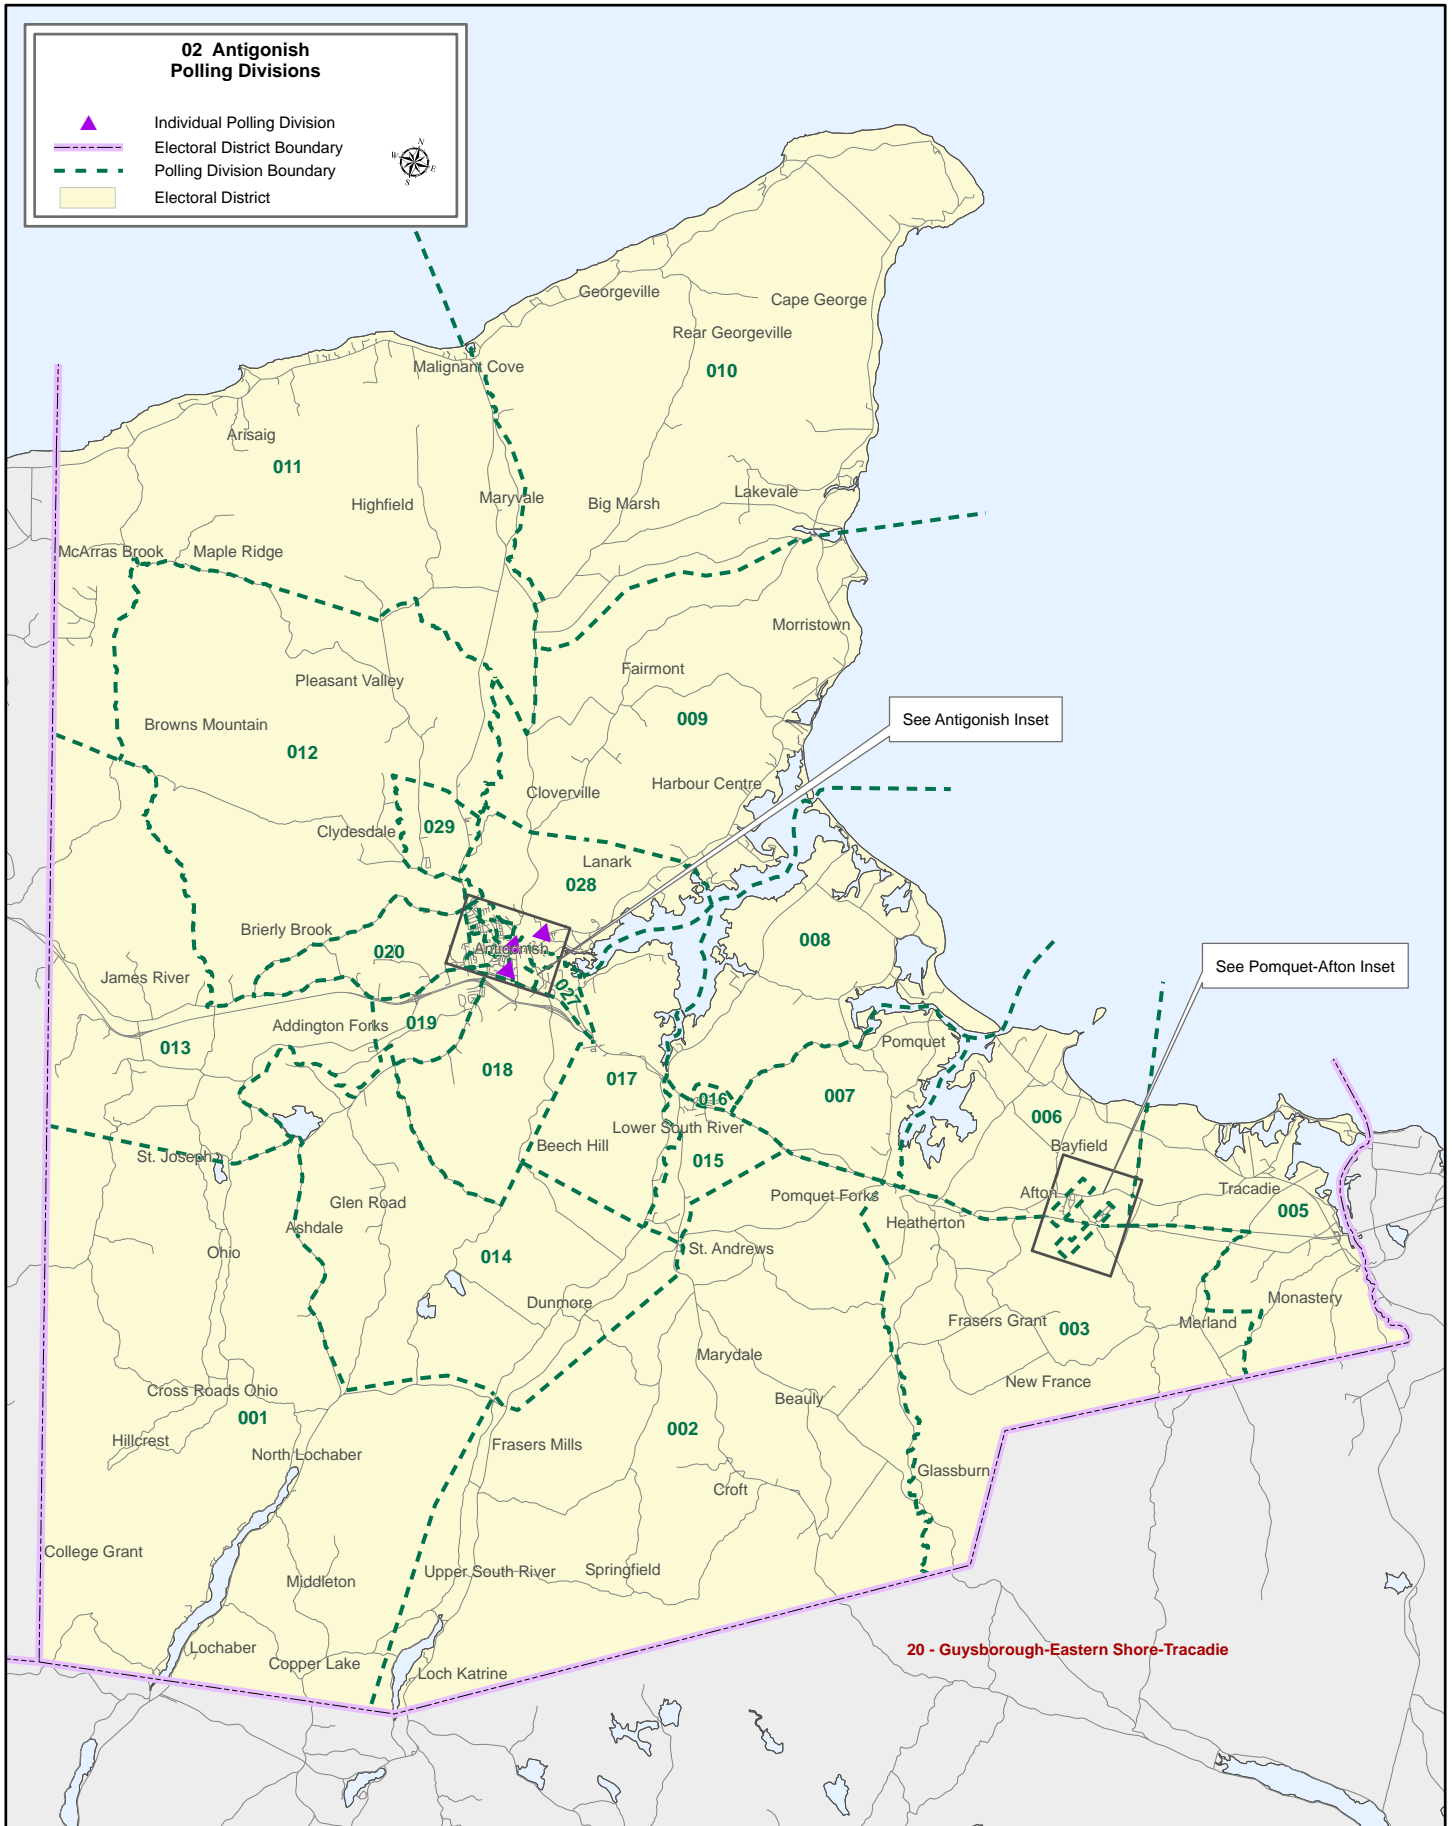 02 Antigonish
Polling Divisions
Individual Polling Division
Electoral District Boundary
Polling Division Boundary
Electoral District
N
W
E
S
Georgeville
Cape George
Rear Georgeville
Malignant Cove
010
Arisaig
011
Highfield
Maryvale
Big Marsh
Lakevale
McArras Brook
Maple Ridge
Morristown
Fairmont
Pleasant Valley
Browns Mountain
009
See Antigonish Inset
012
Harbour Centre
Cloverville
Clydesdale
029
Lanark
028
Brierly Brook
008
Antigonish
020
See Pomquet-Afton Inset
James River
027
Addington Forks
019
Pomquet
013
018
017
016
007
006
Lower South River
Beech Hill
Bayfield
St. Joseph
015
Tracadie
Afton
Pomquet Forks
Glen Road
005
Heatherton
Ashdale
Ohio
014
St. Andrews
Monastery
Dunmore
Frasers Grant
003
Merland
Marydale
New France
Cross Roads Ohio
Beauly
001
002
Hillcrest
Frasers Mills
North Lochaber
Glassburn
Croft
College Grant
Upper South River
Springfield
Middleton
Lochaber
20 - Guysborough-Eastern Shore-Tracadie
Copper Lake
Loch Katrine